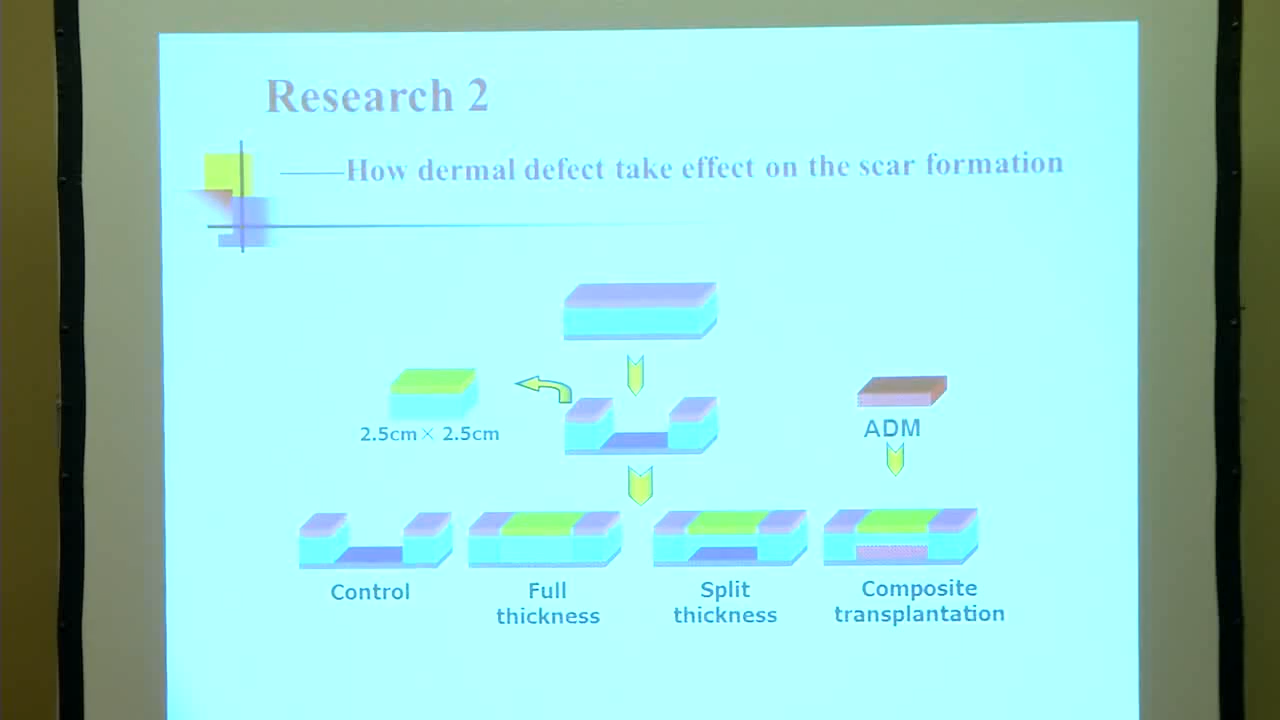 Research 2
——How dermal defect take effect on the scar formation
2.5cm × 2.5cm
ADM
Control
Full
thickness
Split
thickness
Composite
transplantation